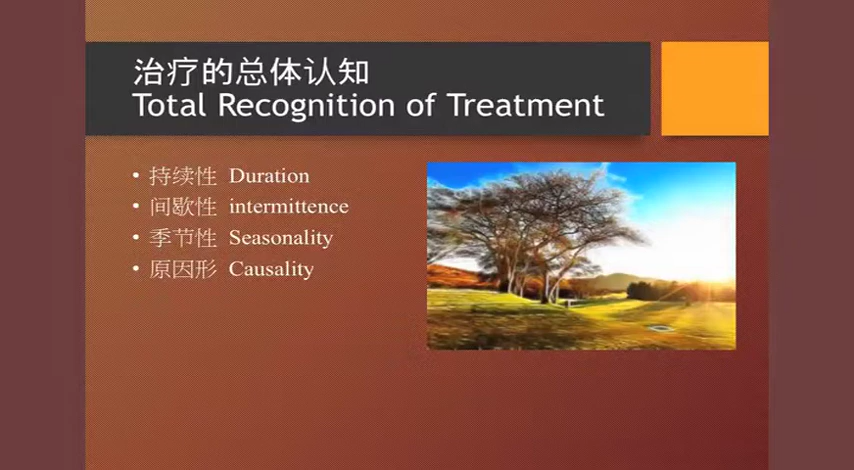 治疗的总体认知
Total Recognition of Treatment
• 持续性 Duration
• 间歇性 intermittence
• 季节性 Seasonality
• 原因形 Causality